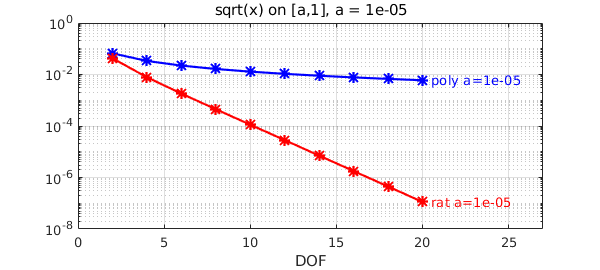 sqrt(x) on [a,1], a = 1e-05
10^0
10^-2
10^-4
10^-6
10^-8
poly a=1e-05
rat a=1e-05
0 5 10 15 20 25
DOF